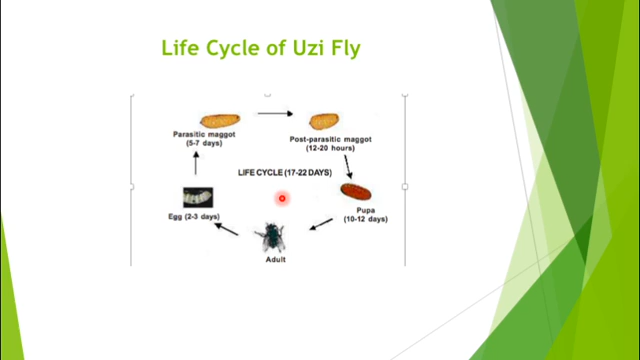 Life Cycle of Uzi Fly
Parasitic maggot
(5-7 days)
Post-parasitic maggot
(12-20 hours)
LIFE CYCLE (17-22 DAYS)
Egg (2-3 days)
Pupa
(10-12 days)
Adult